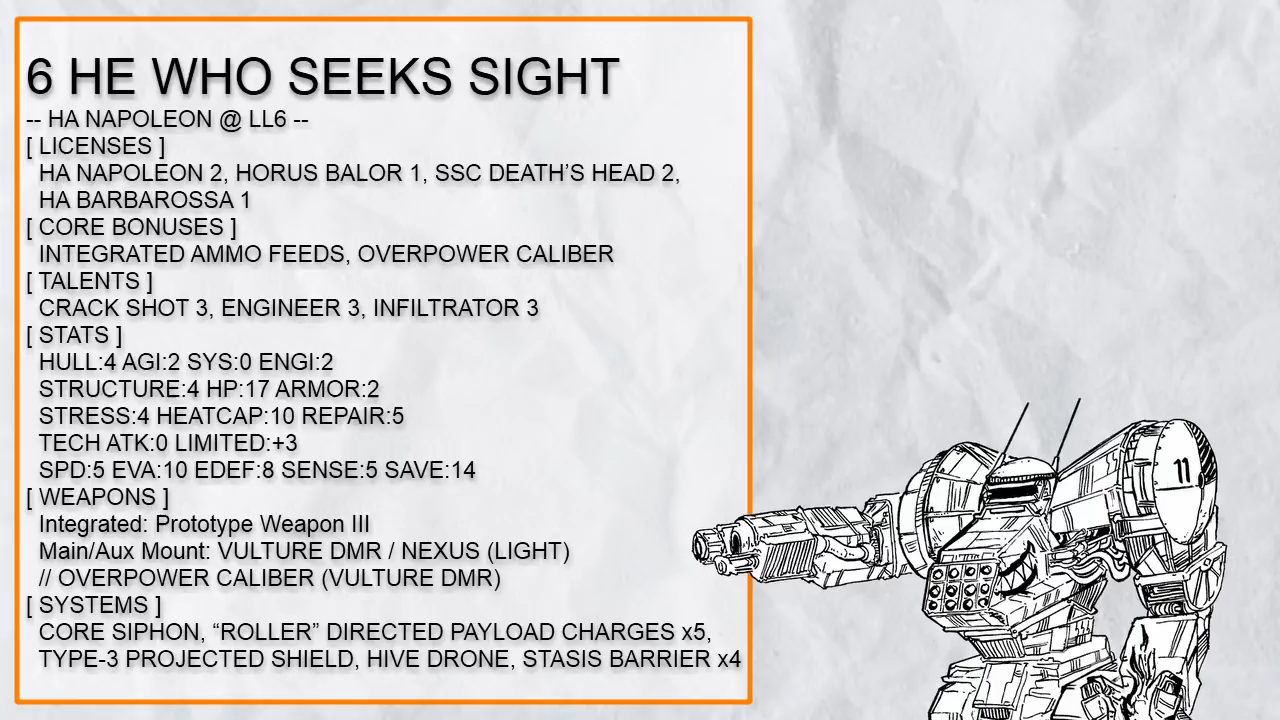 6 HE WHO SEEKS SIGHT
-- HA NAPOLEON @ LL6 --
[ LICENSES ]
HA NAPOLEON 2, HORUS BALOR 1, SSC DEATH’S HEAD 2,
HA BARBAROSSA 1
[ CORE BONUSES ]
INTEGRATED AMMO FEEDS, OVERPOWER CALIBER
[ TALENTS ]
CRACK SHOT 3, ENGINEER 3, INFILTRATOR 3
[ STATS ]
HULL:4 AGI:2 SYS:0 ENGI:2
STRUCTURE:4 HP:17 ARMOR:2
STRESS:4 HEATCAP:10 REPAIR:5
TECH ATK:0 LIMITED:+3
SPD:5 EVA:10 EDEF:8 SENSE:5 SAVE:14
[ WEAPONS ]
Integrated: Prototype Weapon III
Main/Aux Mount: VULTURE DMR / NEXUS (LIGHT)
// OVERPOWER CALIBER (VULTURE DMR)
[ SYSTEMS ]
CORE SIPHON, “ROLLER” DIRECTED PAYLOAD CHARGES x5,
TYPE-3 PROJECTED SHIELD, HIVE DRONE, STASIS BARRIER x4
11